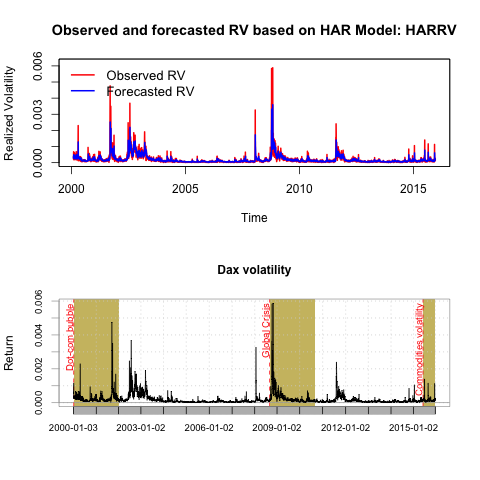 Observed and forecasted RV based on HAR Model: HARRV
Realized Volatility
0.006
0.003
0.000
Observed RV
Forecasted RV
2000 2005 2010 2015
Time
Dax volatility
Return
0.006
0.004
0.002
0.000
Dot-com bubble
Global Crisis
Commodities volatility
2000-01-03 2003-01-02 2006-01-02 2009-01-02 2012-01-02 2015-01-02